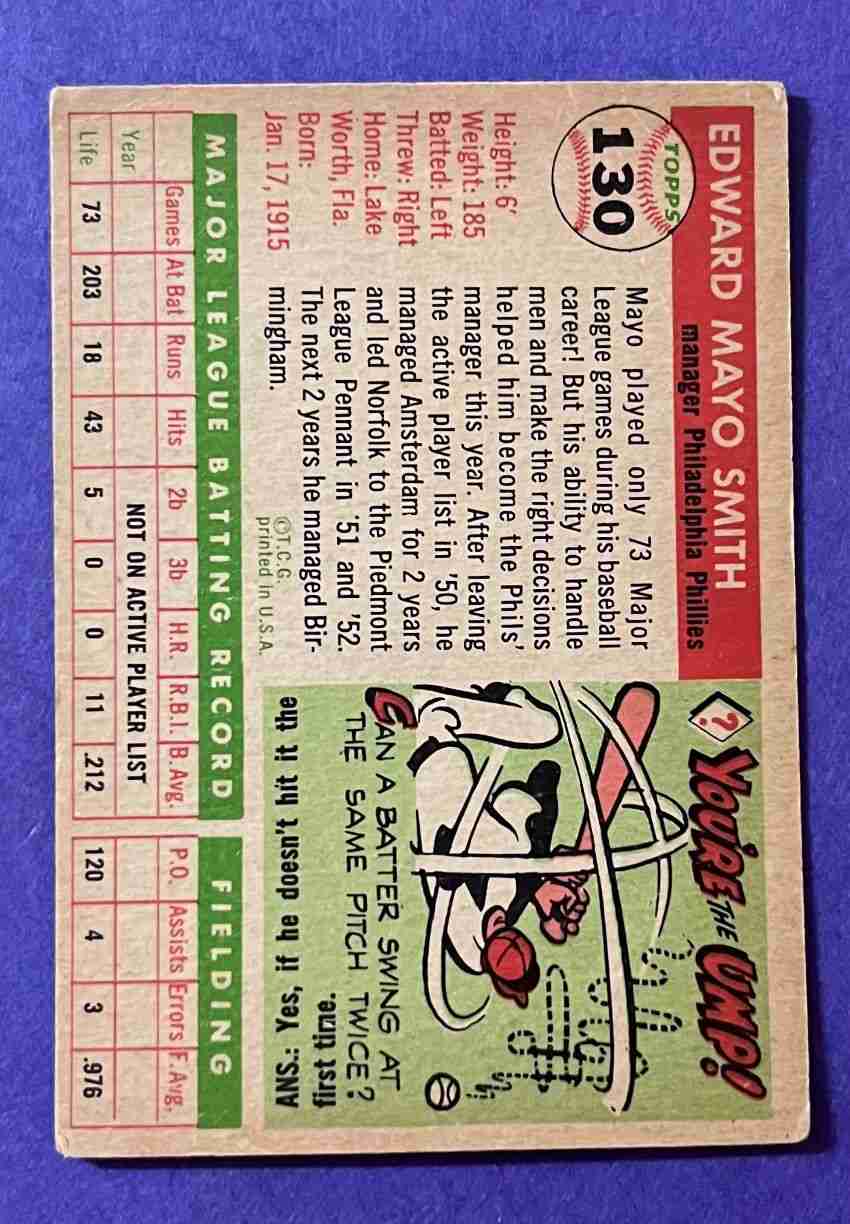 EDWARD MAYO SMITH
manager Philadelphia Phillies
TOPPS
130
Height: 6'
Weight: 185
Batted: Left
Threw: Right
Home: Lake
Worth, Fla.
Born:
Jan. 17, 1915
Mayo played only 73 Major
League games during his baseball
career! But his ability to handle
men and make the right decisions
helped him become the Phils'
manager this year. After leaving
the active player list in '50, he
managed Amsterdam for 2 years
and led Norfolk to the Piedmont
League Pennant in '51 and '52.
The next 2 years he managed Bir-
mingham.
©T.C.G.
printed in U.S.A.
?
YOU'RE THE UMP!
CAN A BATTER SWING AT
THE SAME PITCH TWICE?
ANS.: Yes, if he doesn't hit it the
first time.
MAJOR LEAGUE BATTING RECORD
FIELDING
Games At Bat Runs Hits 2b 3b H.R. R.B.I. B.Avg. P.O. Assists Errors F.Avg.
Year NOT ON ACTIVE PLAYER LIST
Life 73 203 18 43 5 0 0 11 .212 120 4 3 .976